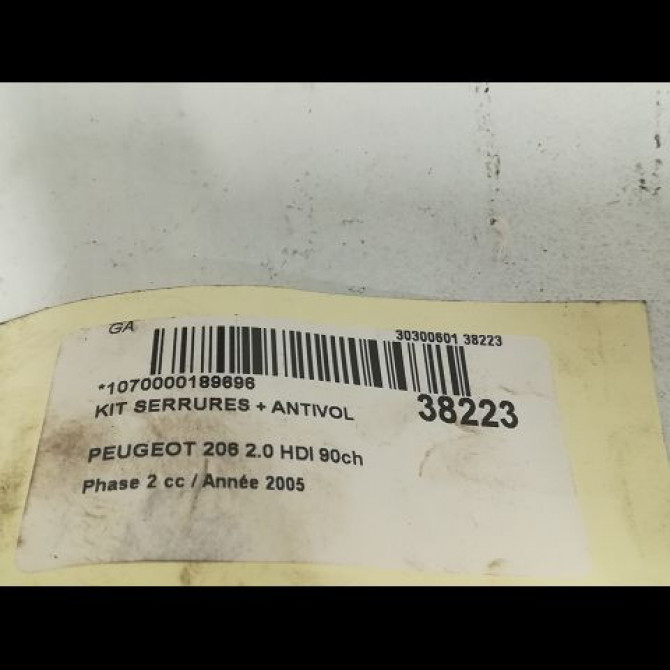 GA
30300601 38223
*1070000189696
KIT SERRURES + ANTIVOL
38223
PEUGEOT 206 2.0 HDI 90ch
Phase 2 cc / Année 2005